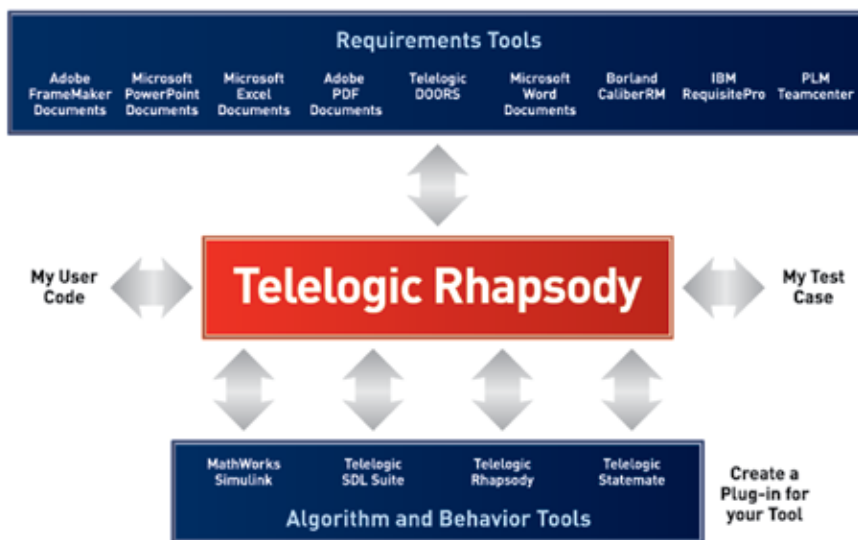 Requirements Tools
Adobe
FrameMaker
Documents
Microsoft
PowerPoint
Documents
Microsoft
Excel
Documents
Adobe
PDF
Documents
Telelogic
DOORS
Microsoft
Word
Documents
Borland
CaliberRM
IBM
RequisitePro
PLM
Teamcenter
My User
Code
Telelogic Rhapsody
My Test
Case
MathWorks
Simulink
Telelogic
SDL Suite
Telelogic
Rhapsody
Telelogic
Statemate
Algorithm and Behavior Tools
Create a
Plug-in for
your Tool